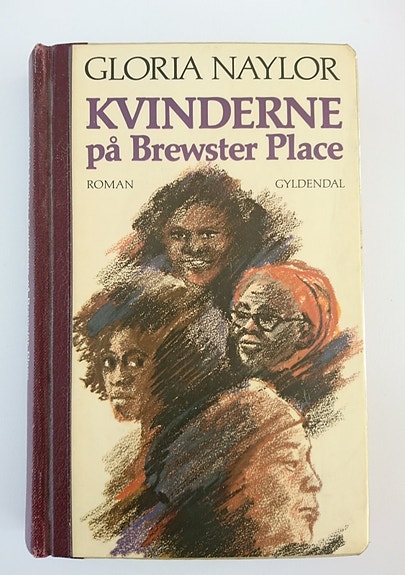 GLORIA NAYLOR
KVINDERNE
på Brewster Place
ROMAN GYLDENDAL